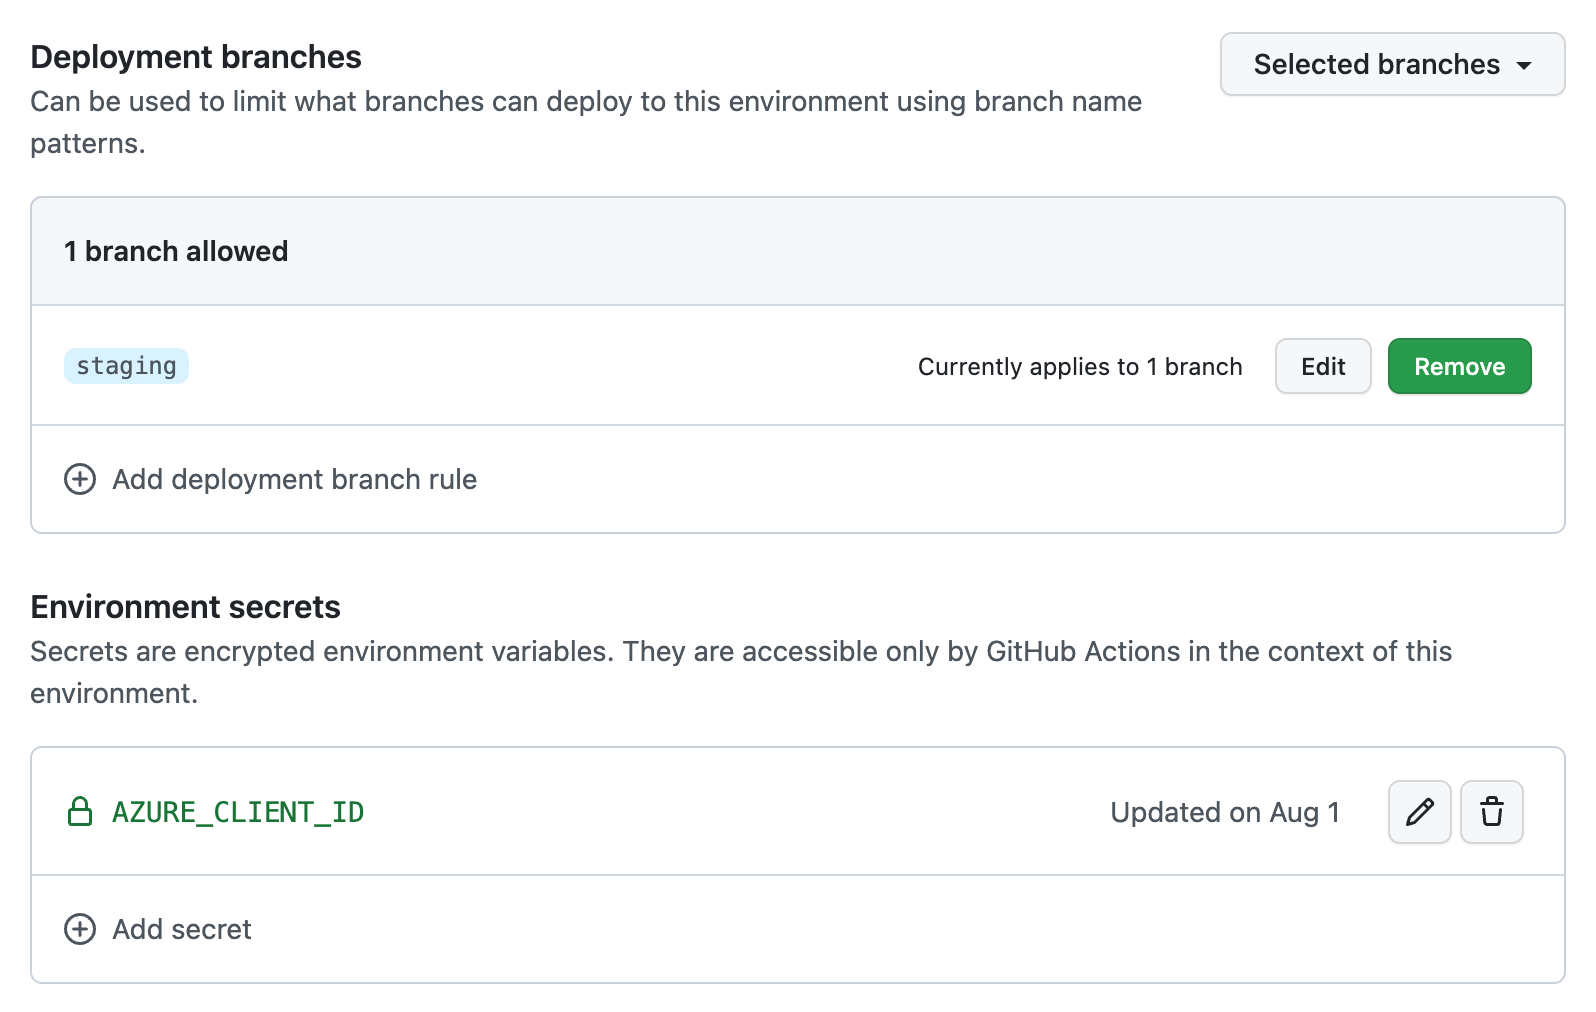 Deployment branches
Selected branches
Can be used to limit what branches can deploy to this environment using branch name
patterns.
1 branch allowed
staging
Currently applies to 1 branch
Edit
Remove
Add deployment branch rule
Environment secrets
Secrets are encrypted environment variables. They are accessible only by GitHub Actions in the context of this
environment.
AZURE_CLIENT_ID
Updated on Aug 1
Add secret